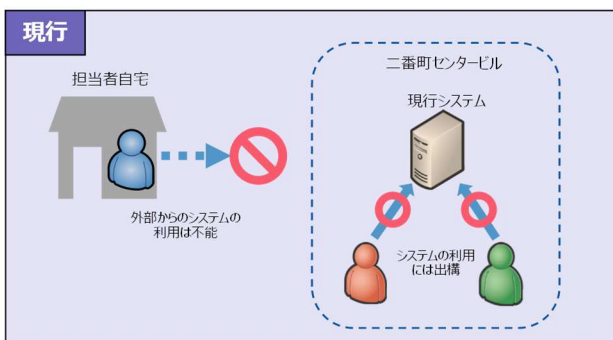 現行
担当者自宅
外部からのシステムの
利用は不能
二番町センタービル
現行システム
システムの利用
には出構